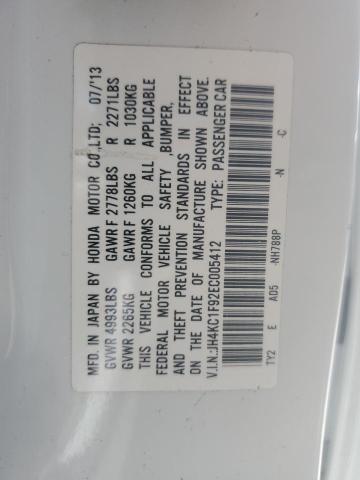 MFD. IN JAPAN BY HONDA MOTOR CO.,LTD; 07/13
GVWR 4993LBS GAWR F 2778LBS R 2271LBS
GVWR 2265KG GAWR F 1260KG R 1030KG
THIS VEHICLE CONFORMS TO ALL APPLICABLE
FEDERAL MOTOR VEHICLE SAFETY ,BUMPER,
AND THEFT PREVENTION STANDARDS IN EFFECT
ON THE DATE OF MANUFACTURE SHOWN ABOVE.
V.I.N.:JH4KC1F92EC005412 TYPE: PASSENGER CAR
TY2 E AD5 -NH788P -N -C